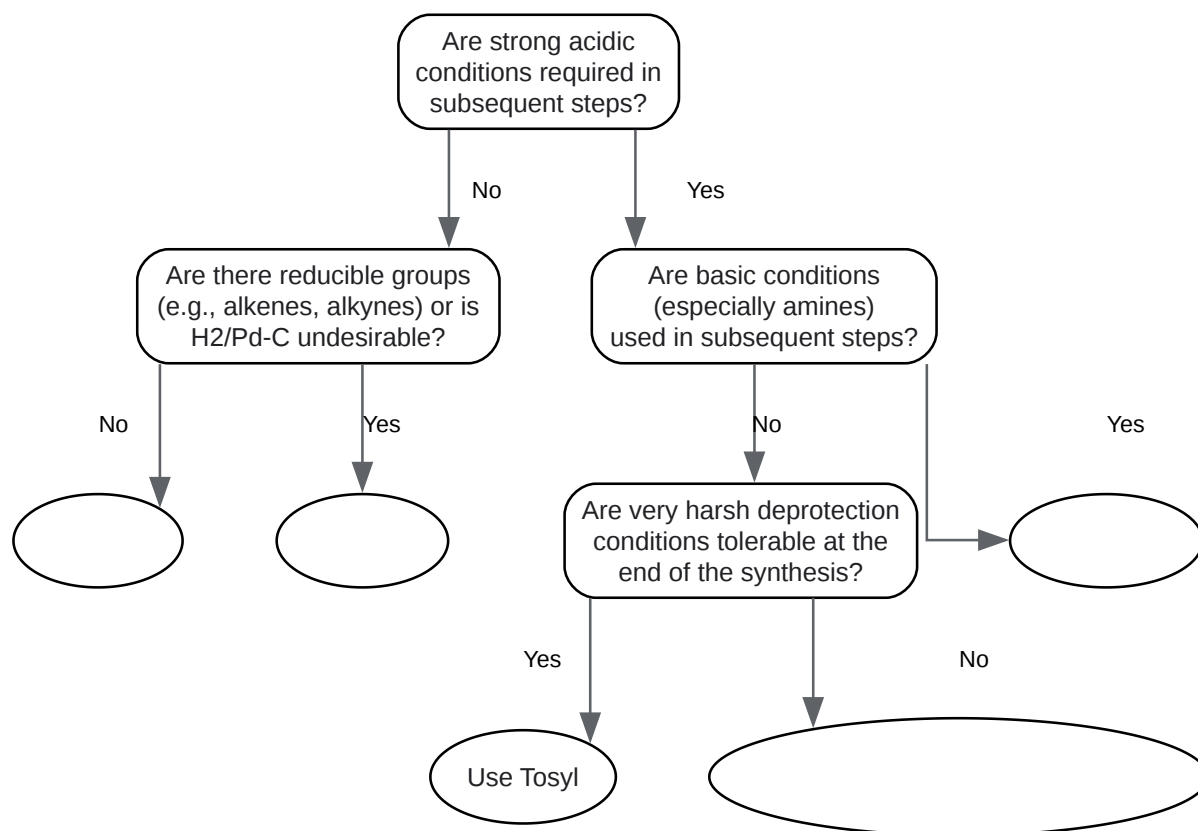 Are strong acidic
conditions required in
subsequent steps?
No
Yes
Are there reducible groups
(e.g., alkenes, alkynes) or is
H2/Pd-C undesirable?
Are basic conditions
(especially amines)
used in subsequent steps?
No
Yes
No
Yes
Are very harsh deprotection
conditions tolerable at the
end of the synthesis?
Yes
No
Use Tosyl